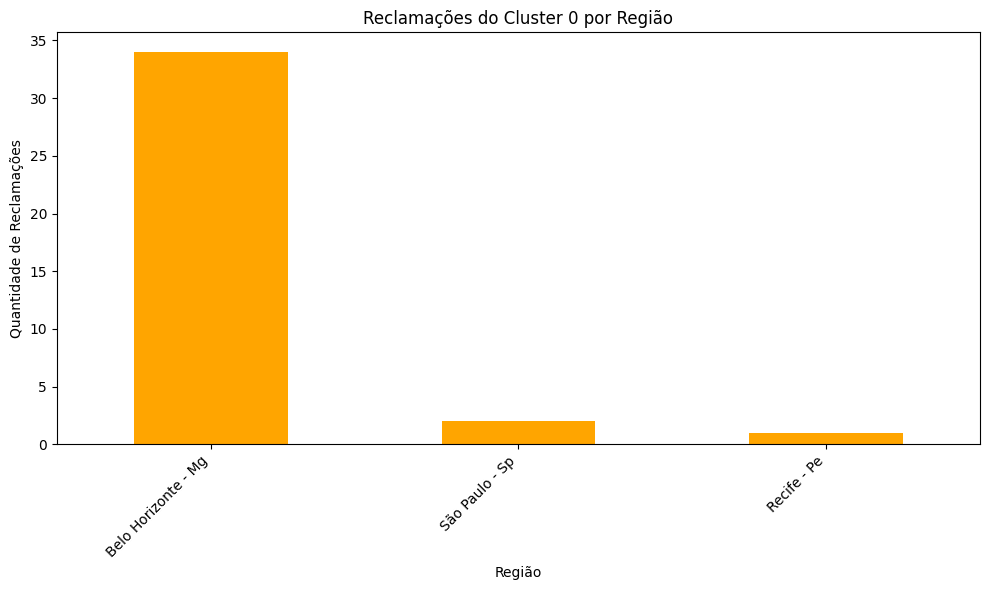 Reclamações do Cluster 0 por Região
Quantidade de Reclamações
35
30
25
20
15
10
5
0
Belo Horizonte - Mg
São Paulo - Sp
Recife - Pe
Região